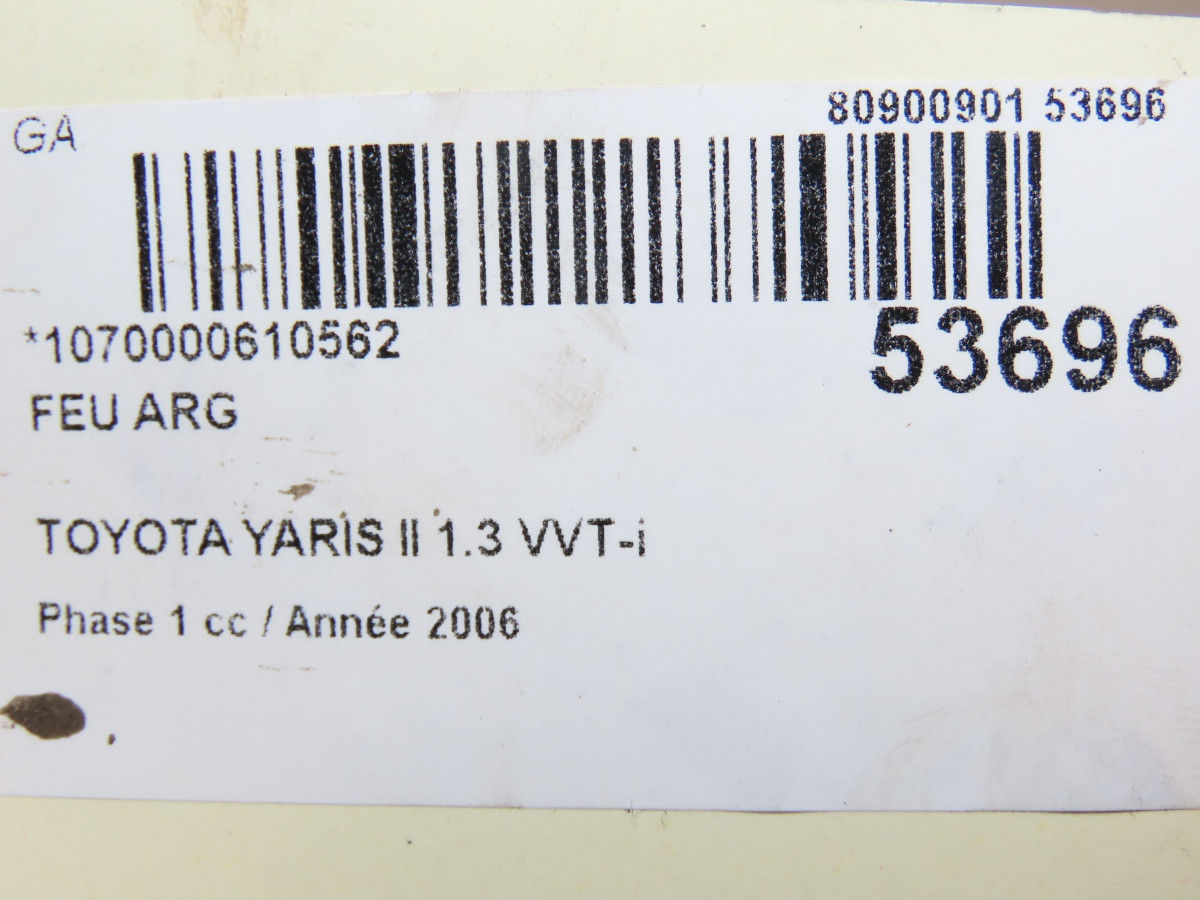 GA
80900901 53696
*1070000610562
53696
FEU ARG
TOYOTA YARIS II 1.3 VVT-i
Phase 1 cc / Année 2006